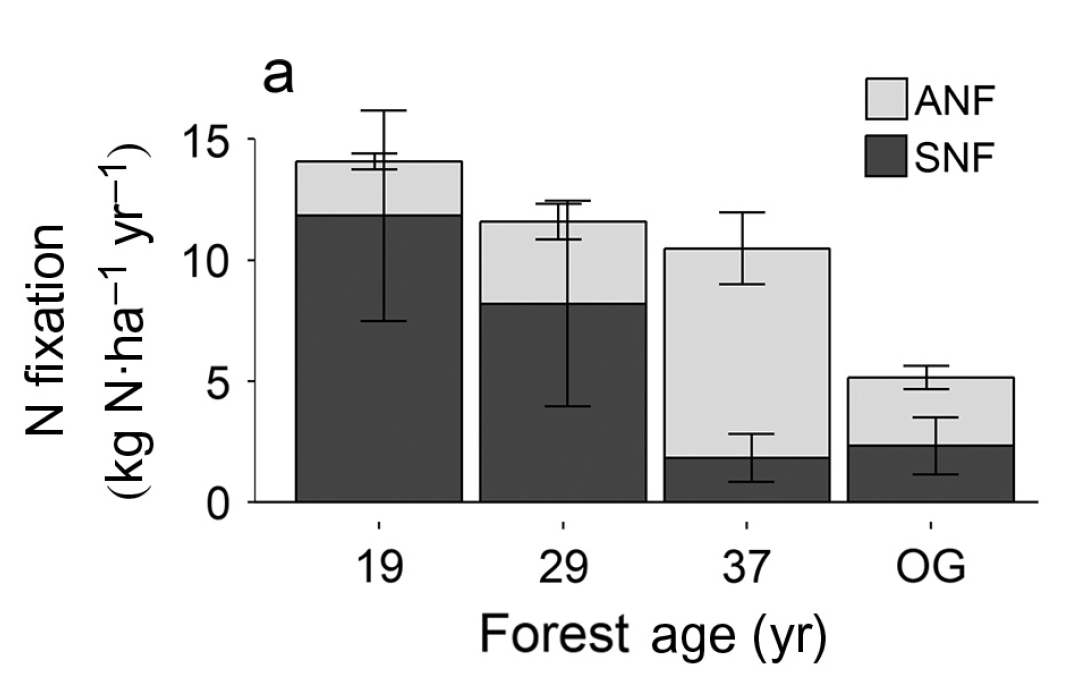 a
ANF
SNF
15
10
5
0
N fixation
(kg N·ha⁻¹ yr⁻¹)
19 29 37 OG
Forest age (yr)